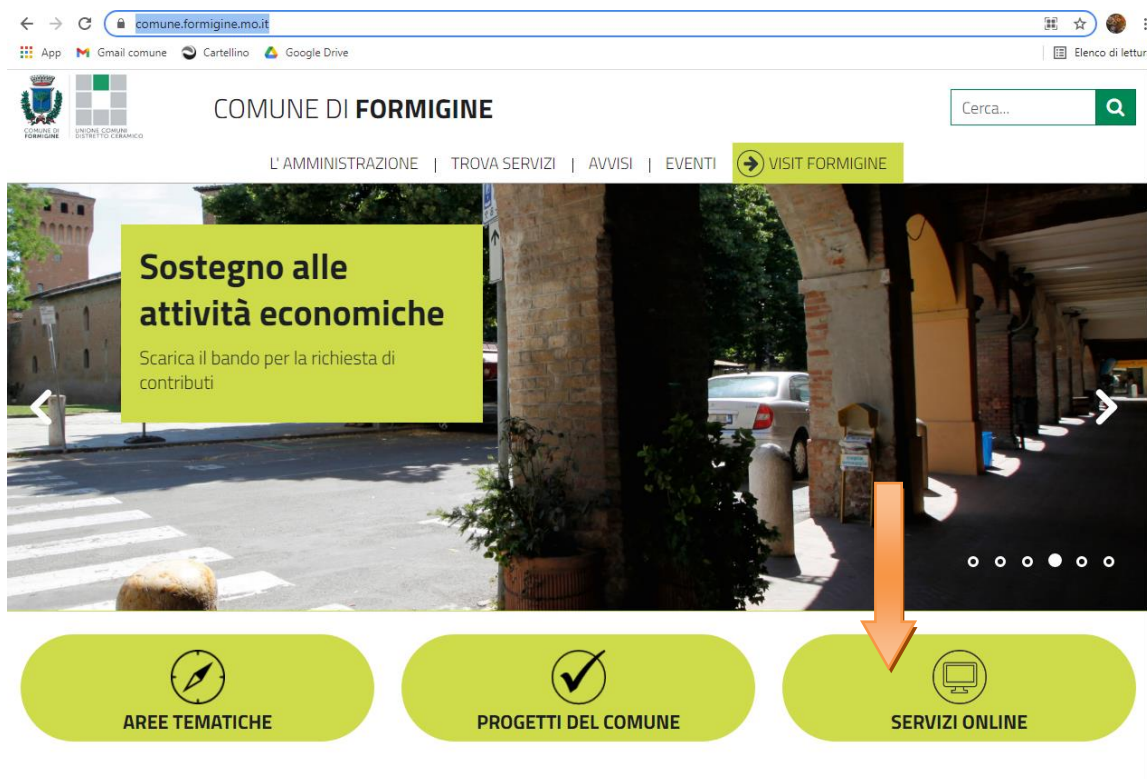 comune.formigine.mo.it
App Gmail comune Cartellino Google Drive Elenco di lettur
COMUNE DI FORMIGINE
UNIONE COMUNI DISTRETTO CERAMICO
COMUNE DI FORMIGINE
Cerca...
L' AMMINISTRAZIONE | TROVA SERVIZI | AVVISI | EVENTI VISIT FORMIGINE
Sostegno alle
attività economiche
Scarica il bando per la richiesta di
contributi
AREE TEMATICHE PROGETTI DEL COMUNE SERVIZI ONLINE